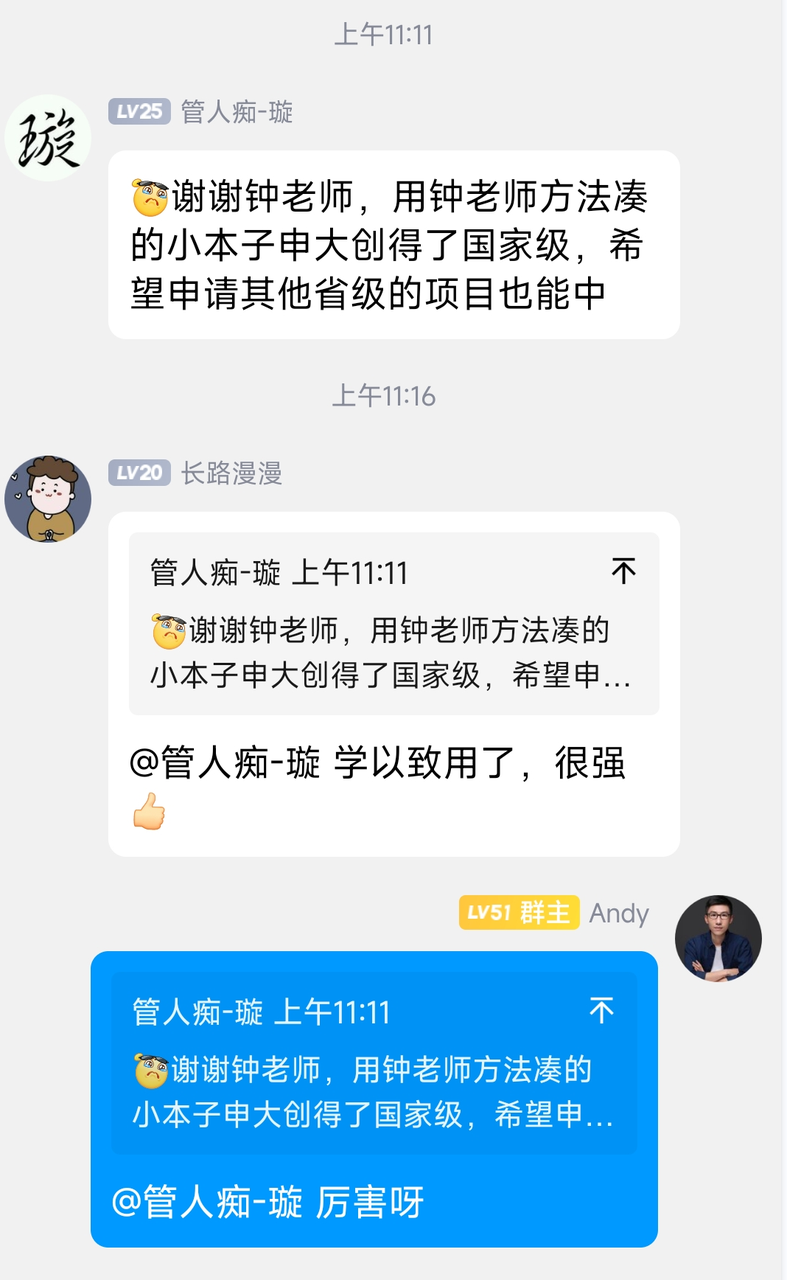 上午11:11
璇
LV25 管人痴-璇
谢谢钟老师，用钟老师方法凑
的小本子申大创得了国家级，希
望申请其他省级的项目也能中
上午11:16
LV20 长路漫漫
管人痴-璇 上午11:11
谢谢钟老师，用钟老师方法凑的
小本子申大创得了国家级，希望申...
@管人痴-璇 学以致用了，很强
LV51 群主 Andy
管人痴-璇 上午11:11
谢谢钟老师，用钟老师方法凑的
小本子申大创得了国家级，希望申...
@管人痴-璇 厉害呀